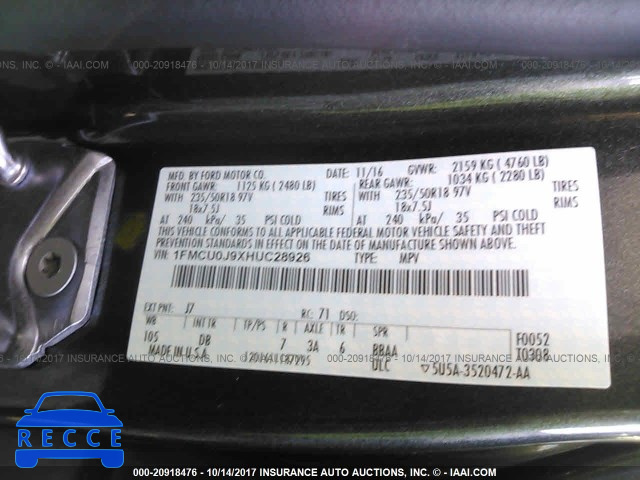 000-20918476 - 10/14/2017 INSURANCE AUTO AUCTIONS, INC. - © IAAI.COM
MFD. BY FORD MOTOR CO.
DATE: 11/16 GVWR: 2159 KG ( 4760 LB)
FRONT GAWR: 1125 KG ( 2480 LB)
REAR GAWR: 1034 KG ( 2280 LB)
WITH 235/50R18 97V TIRES
WITH 235/50R18 97V TIRES
18x7.5J RIMS
18x7.5J RIMS
AT 240 kPa/ 35 PSI COLD
AT 240 kPa/ 35 PSI COLD
THIS VEHICLE CONFORMS TO ALL APPLICABLE FEDERAL MOTOR VEHICLE SAFETY AND THEFT
PREVENTION STANDARDS IN EFFECT ON THE DATE OF MANUFACTURE SHOWN ABOVE.
VIN: 1FMCU0J9XHUC28926
TYPE: MPV
EXT PNT: J7 RC: 71 DSO:
WB INT TR TP/PS R AXLE TR SPR
105 DB 7 3A 6 BBAA
F0052
T0308
MADE IN U.S.A.
ULC
▽5U5A-3520472-AA
RECCE
000-20918476 - 10/14/2017 INSURANCE AUTO AUCTIONS, INC. - © IAAI.COM